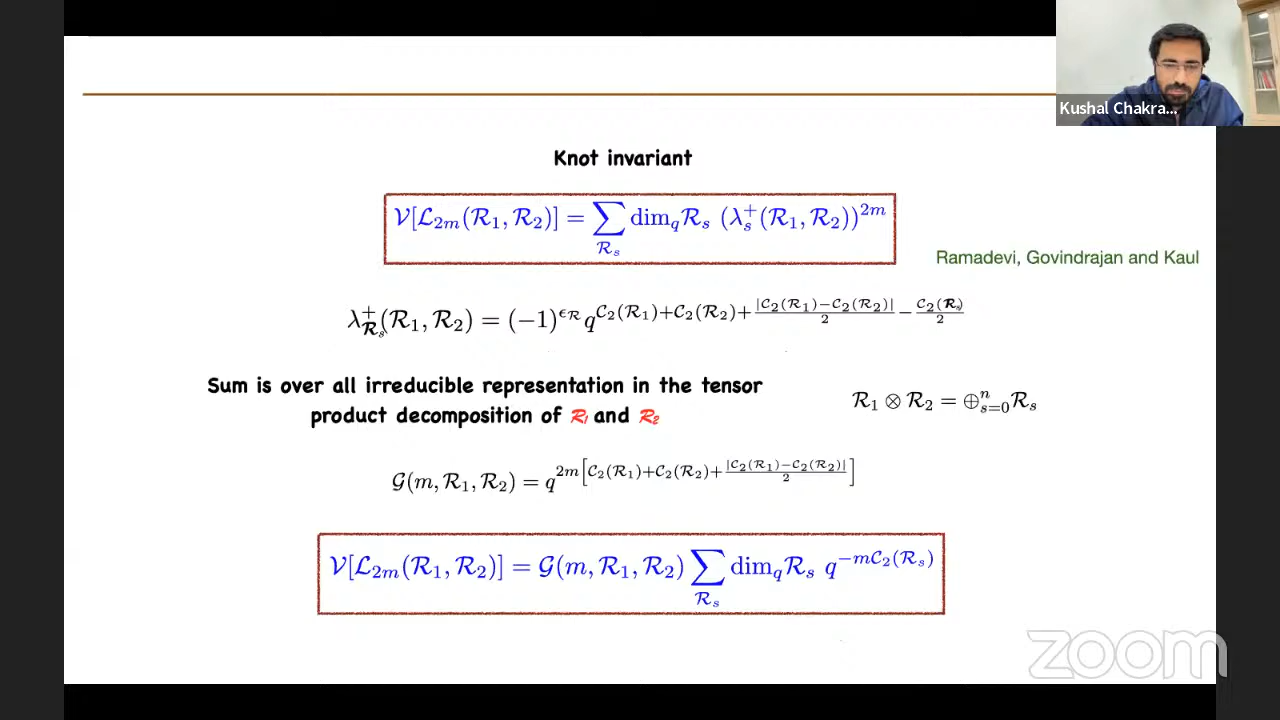 Kushal Chakra...
Knot invariant
𝒱[ℒ_{2m}(ℛ_1, ℛ_2)] = ∑_{ℛ_s} dim_q ℛ_s (λ_s^+(ℛ_1, ℛ_2))^{2m}
Ramadevi, Govindrajan and Kaul
λ^+_{ℛ_s}(ℛ_1, ℛ_2) = (−1)^{ϵ_ℛ} q^{C_2(ℛ_1)+C_2(ℛ_2)+\frac{|C_2(ℛ_1)−C_2(ℛ_2)|}{2}−\frac{C_2(ℛ_s)}{2}}
Sum is over all irreducible representation in the tensor
product decomposition of ℛ_1 and ℛ_2
ℛ_1 ⊗ ℛ_2 = ⊕_{s=0}^n ℛ_s
𝒢(m, ℛ_1, ℛ_2) = q^{2m[C_2(ℛ_1)+C_2(ℛ_2)+\frac{|C_2(ℛ_1)−C_2(ℛ_2)|}{2}]}
𝒱[ℒ_{2m}(ℛ_1, ℛ_2)] = 𝒢(m, ℛ_1, ℛ_2) ∑_{ℛ_s} dim_q ℛ_s q^{−mC_2(ℛ_s)}
zoom